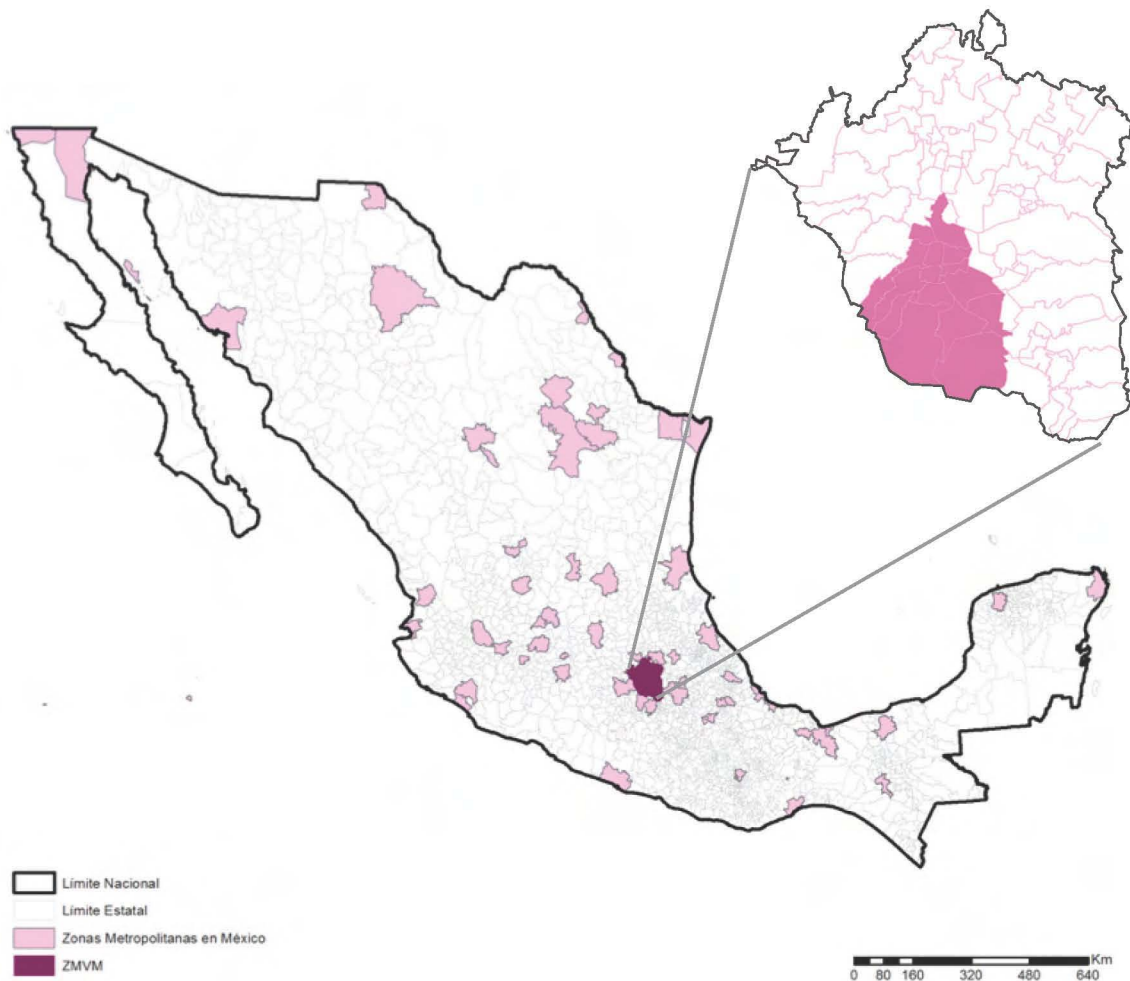 Límite Nacional
Límite Estatal
Zonas Metropolitanas en México
ZMVM
Km
0 80 160 320 480 640